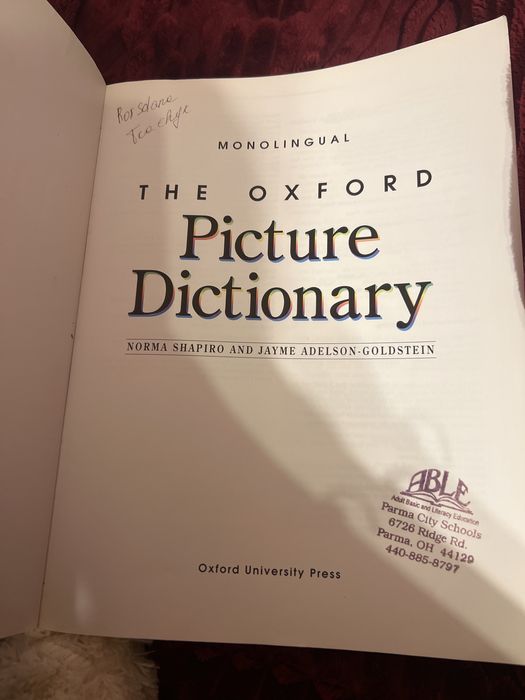 MONOLINGUAL
THE OXFORD
Picture
Dictionary
NORMA SHAPIRO AND JAYME ADELSON-GOLDSTEIN
ABLE
Adult Basic and Literacy Education
Parma City Schools
6726 Ridge Rd.
Parma, OH 44129
440-885-8797
Oxford University Press